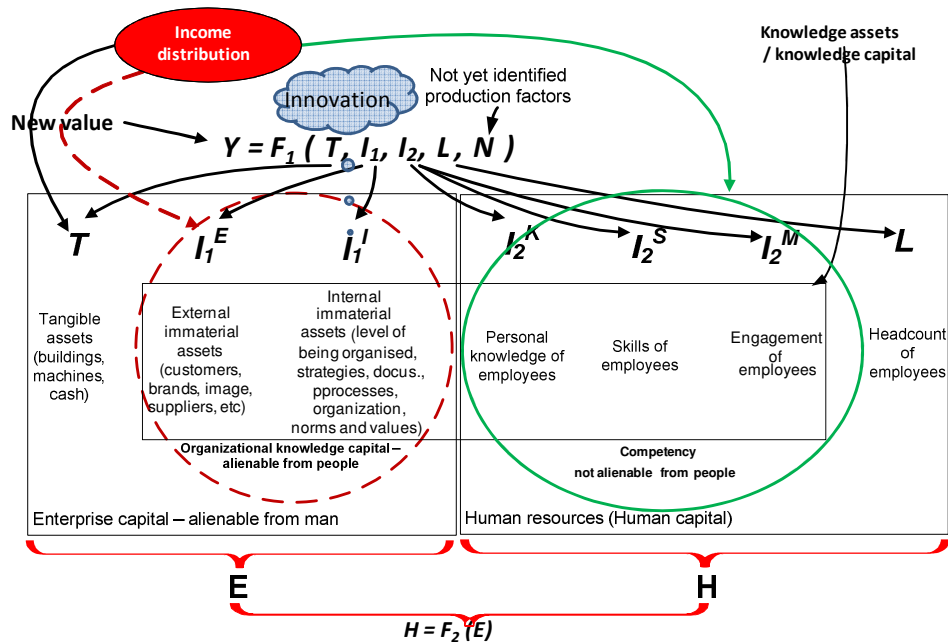 Income
distribution
Knowledge assets
/ knowledge capital
Innovation
Not yet identified
production factors
New value
Y = F₁ ( T, I₁, I₂, L, N )
T
I₁ᴱ
i₁ᴵ
I₂ᴷ
I₂ˢ
I₂ᴹ
L
Tangible
assets
(buildings,
machines,
cash)
External
immaterial
assets
(customers,
brands, image,
suppliers, etc)
Internal
immaterial
assets (level of
being organised,
strategies, docus.,
pprocesses,
organization,
norms and values)
Personal
knowledge of
employees
Skills of
employees
Engagement
of
employees
Headcount
of
employees
Organizational knowledge capital –
alienable from people
Competency
not alienable from people
Enterprise capital – alienable from man
Human resources (Human capital)
E
H
H = F₂ (E)